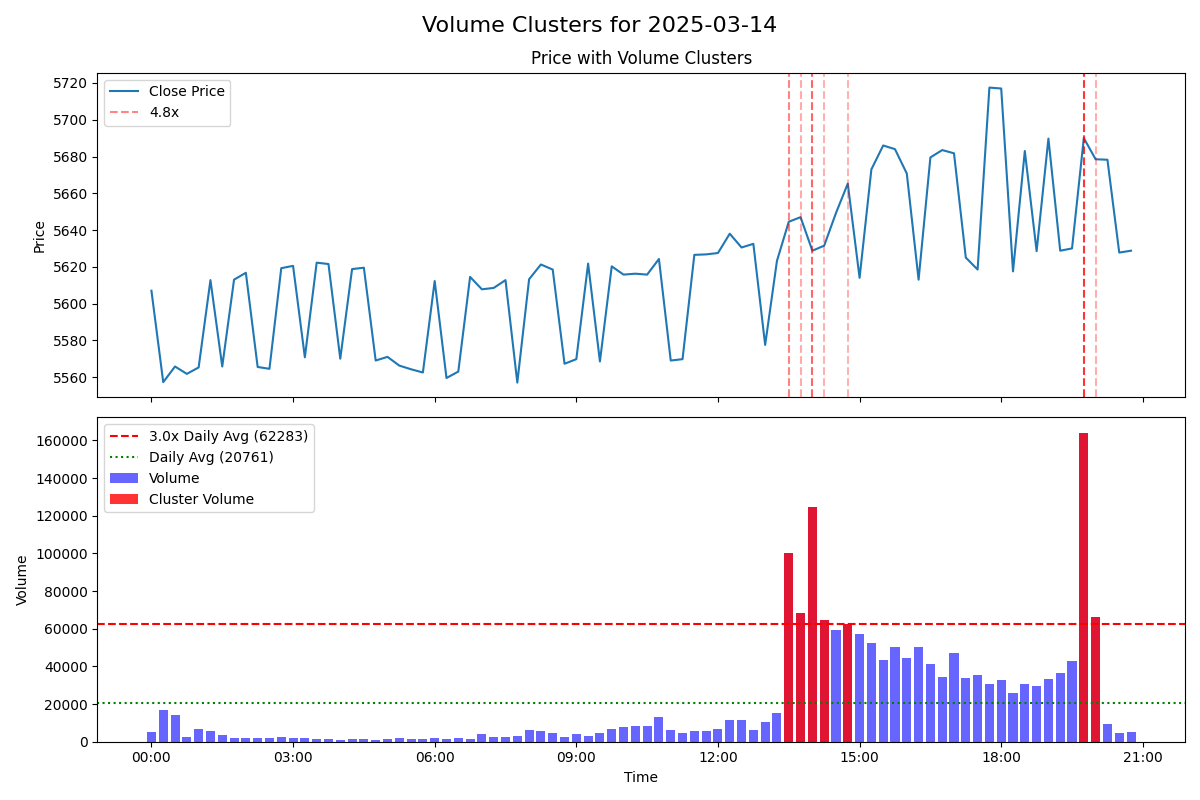 Volume Clusters for 2025-03-14
Price with Volume Clusters
Close Price
4.8x
5720
5700
5680
5660
5640
5620
5600
5580
5560
Price
3.0x Daily Avg (62283)
Daily Avg (20761)
Volume
Cluster Volume
160000
140000
120000
100000
80000
60000
40000
20000
0
Volume
00:00 03:00 06:00 09:00 12:00 15:00 18:00 21:00
Time